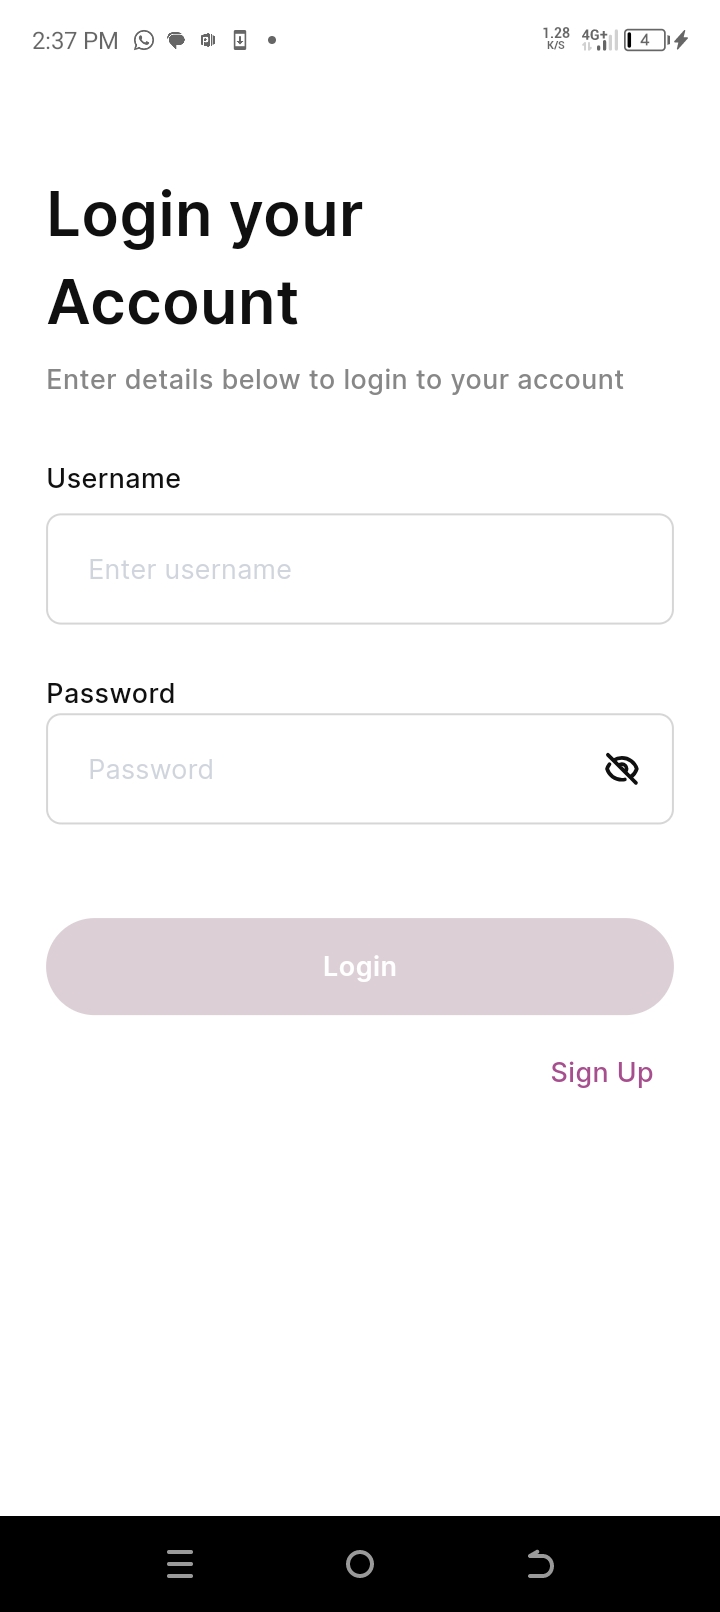 2:37 PM
1.28
K/S
4G+
4
Login your
Account
Enter details below to login to your account
Username
Enter username
Password
Password
Login
Sign Up